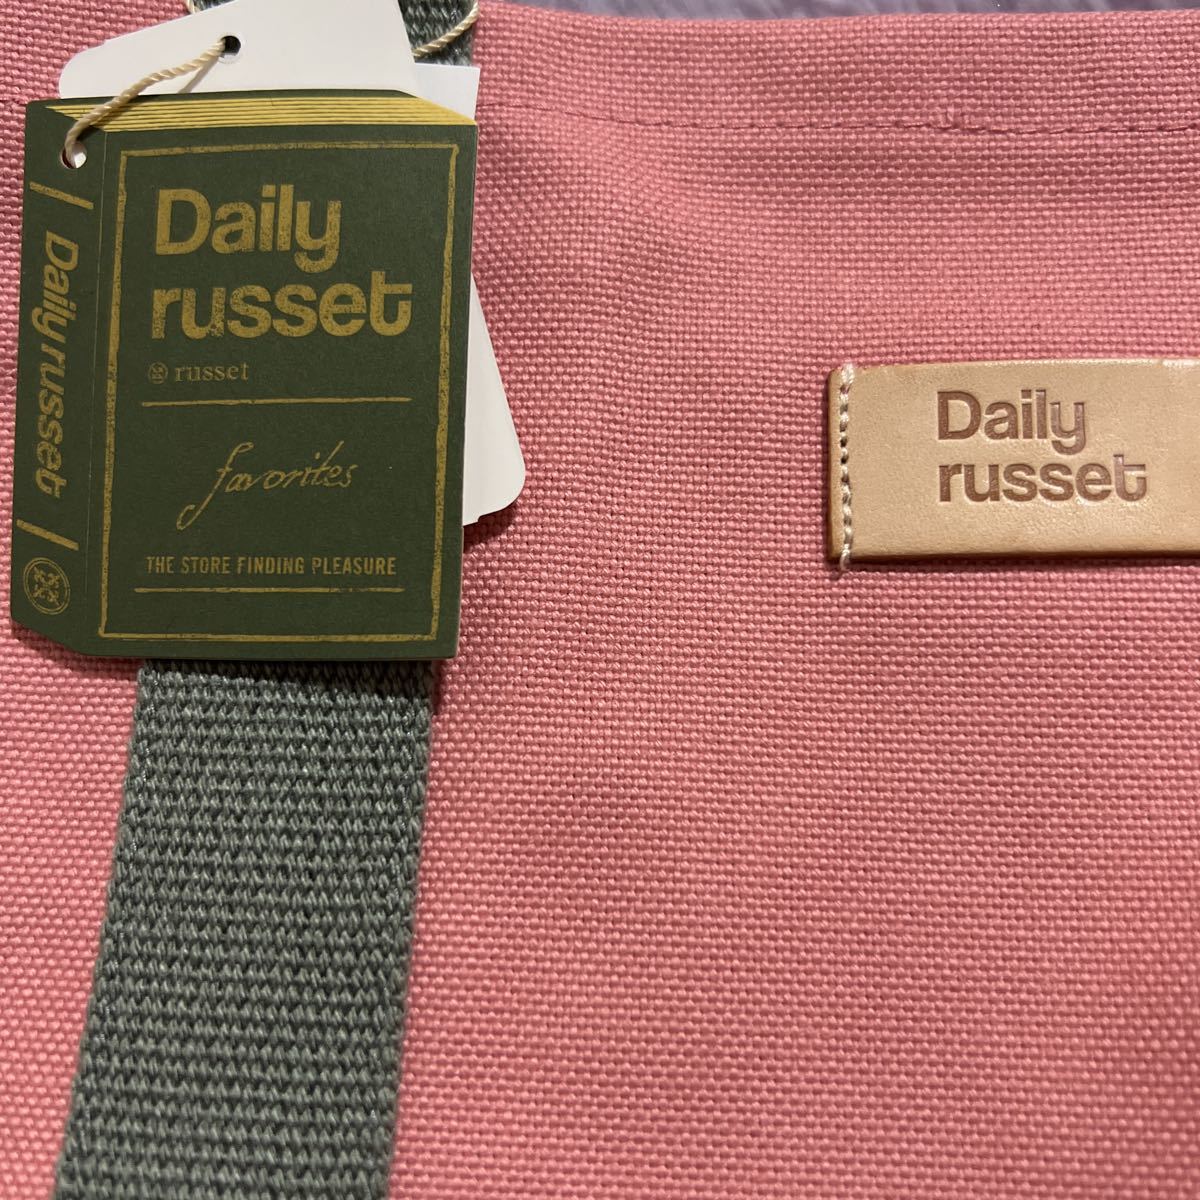 Daily
russet
russet
favorites
THE STORE FINDING PLEASURE
Daily russet
Daily
russet